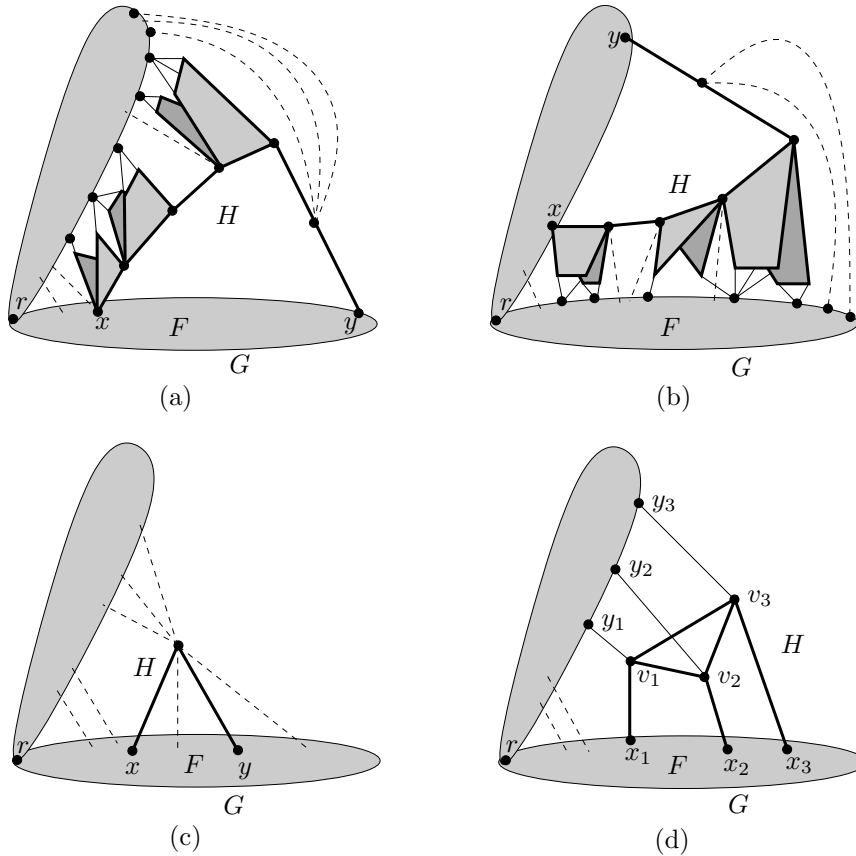 H
r
x
F
y
G
(a)
y
H
x
r
F
G
(b)
H
r
x
F
y
G
(c)
y₃
y₂
v₃
y₁
H
v₁
v₂
r
x₁
F
x₂
x₃
G
(d)